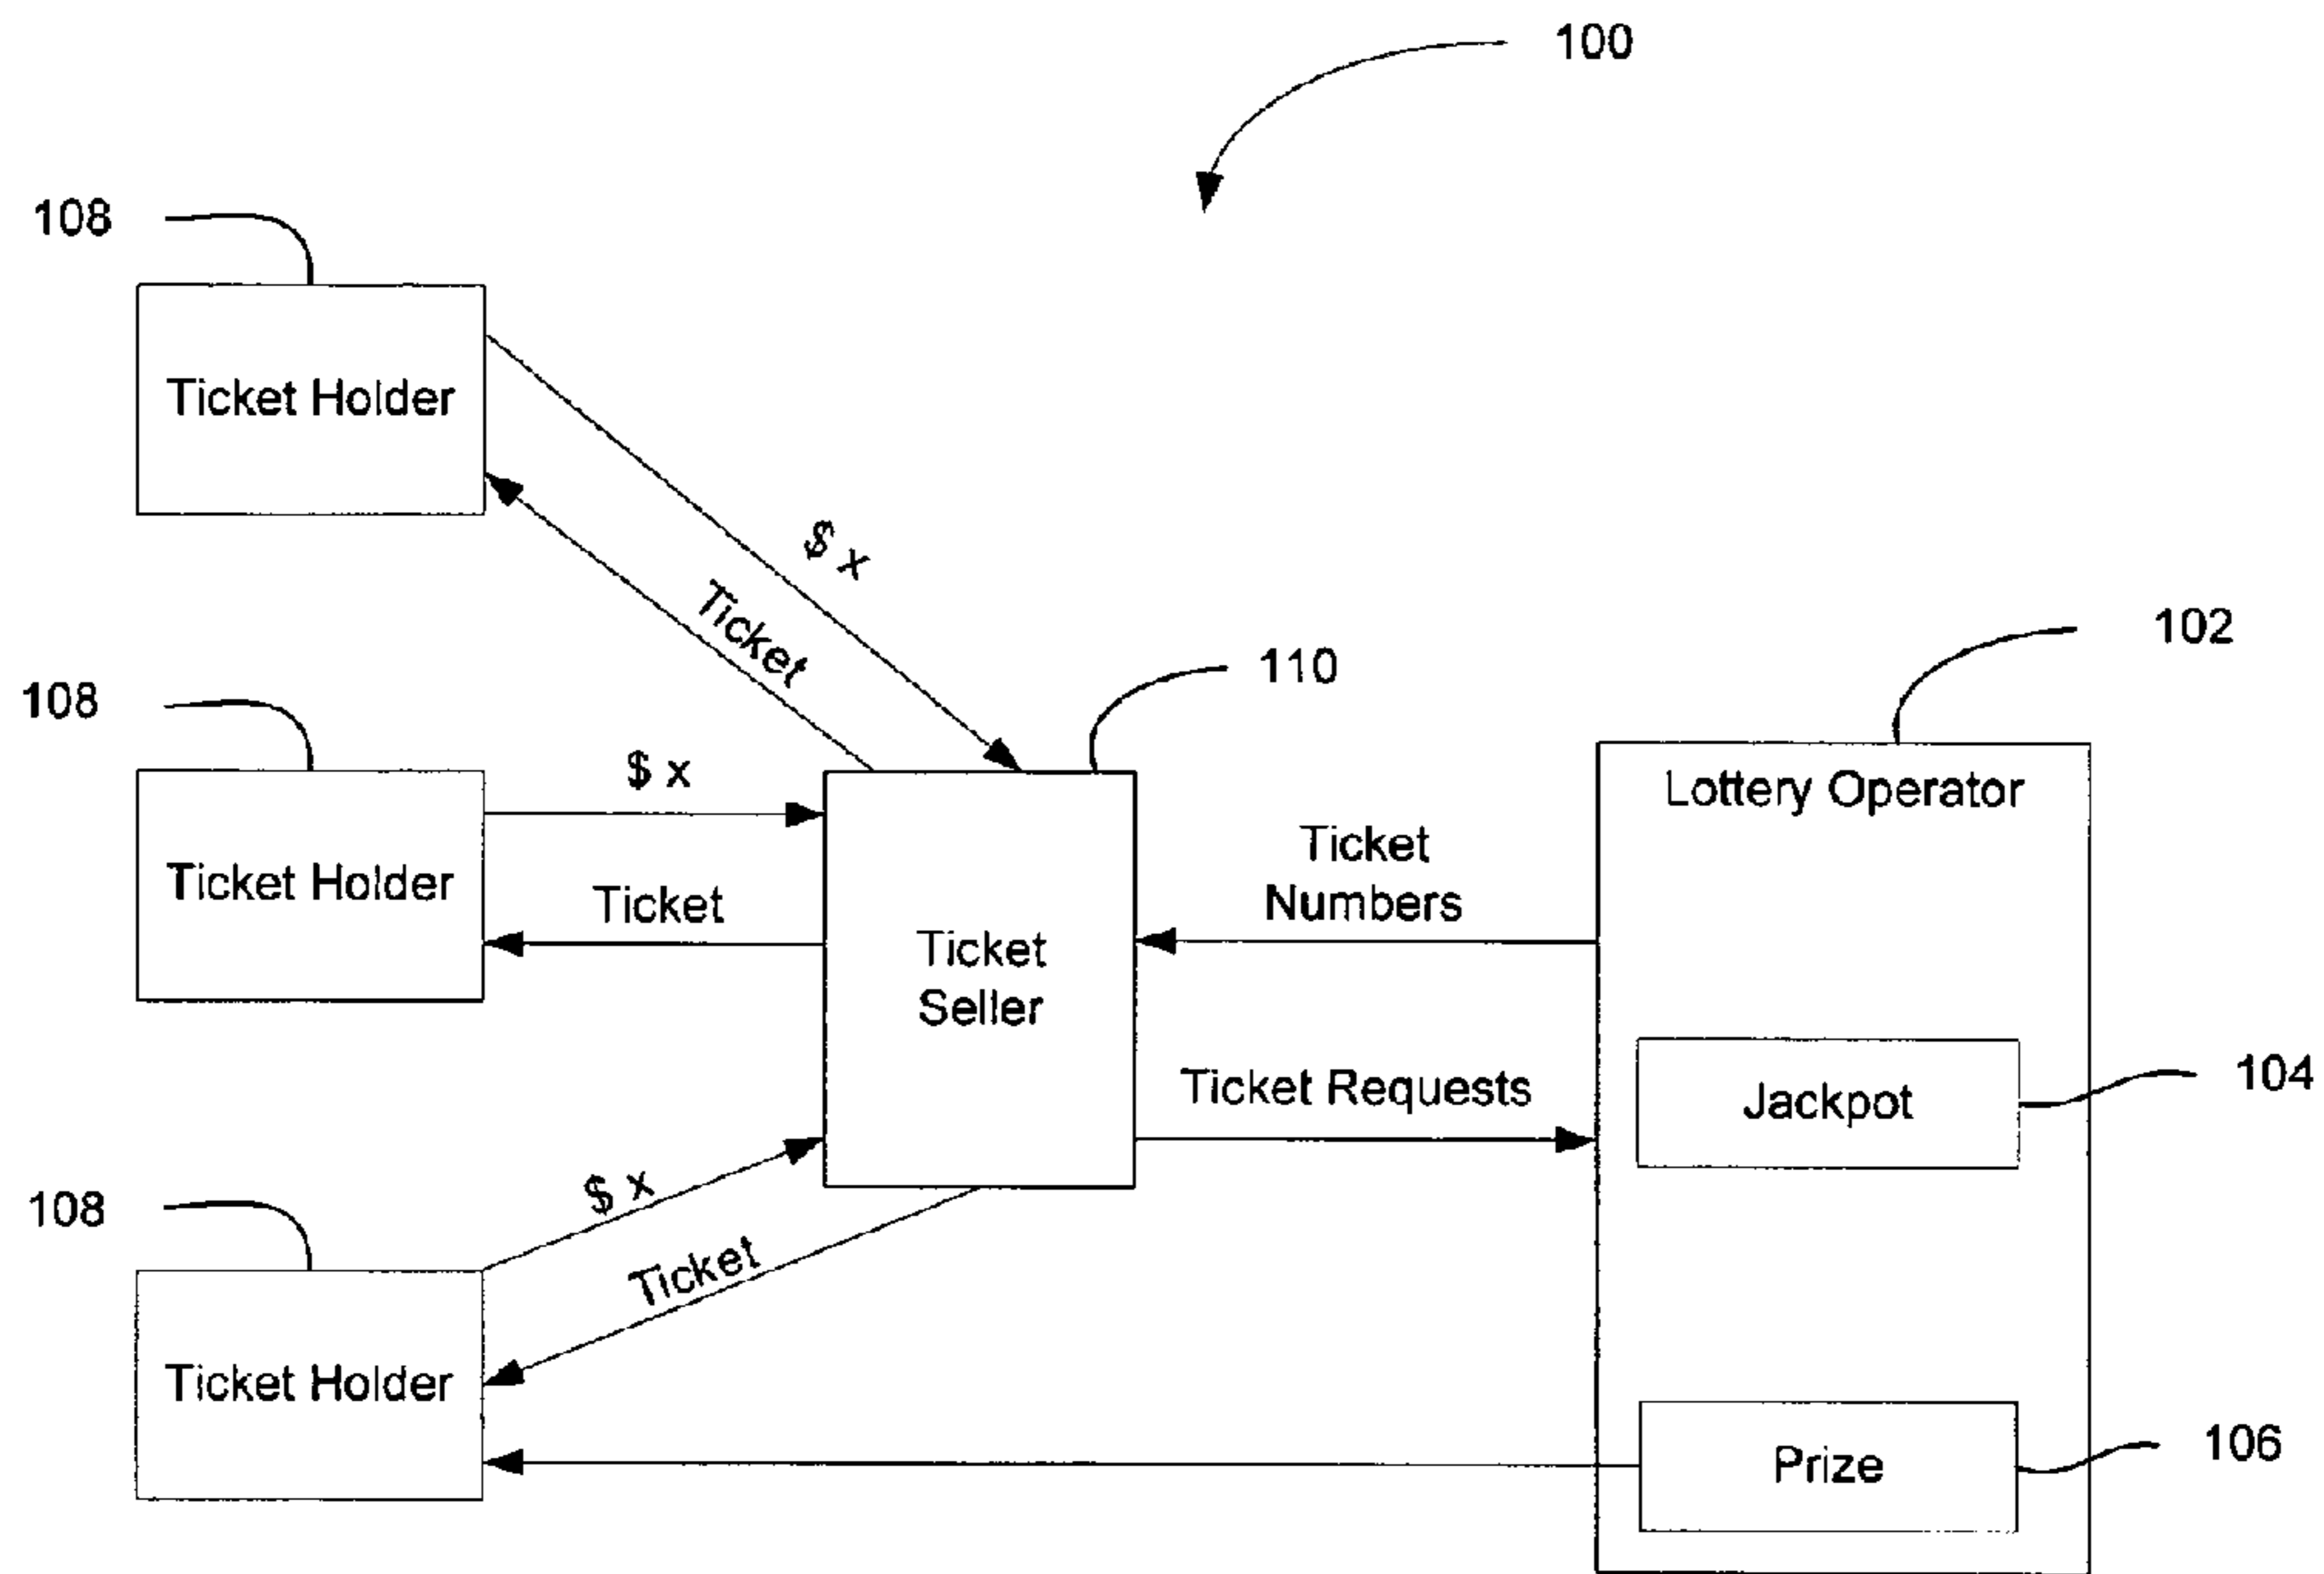 100
108
Ticket Holder
$ x
Ticket
102
110
108
$ x
Ticket Holder
Ticket
Ticket
Seller
Ticket
Numbers
Lottery Operator
Ticket Requests
Jackpot
104
108
$ x
Ticket
Ticket Holder
Prize
106